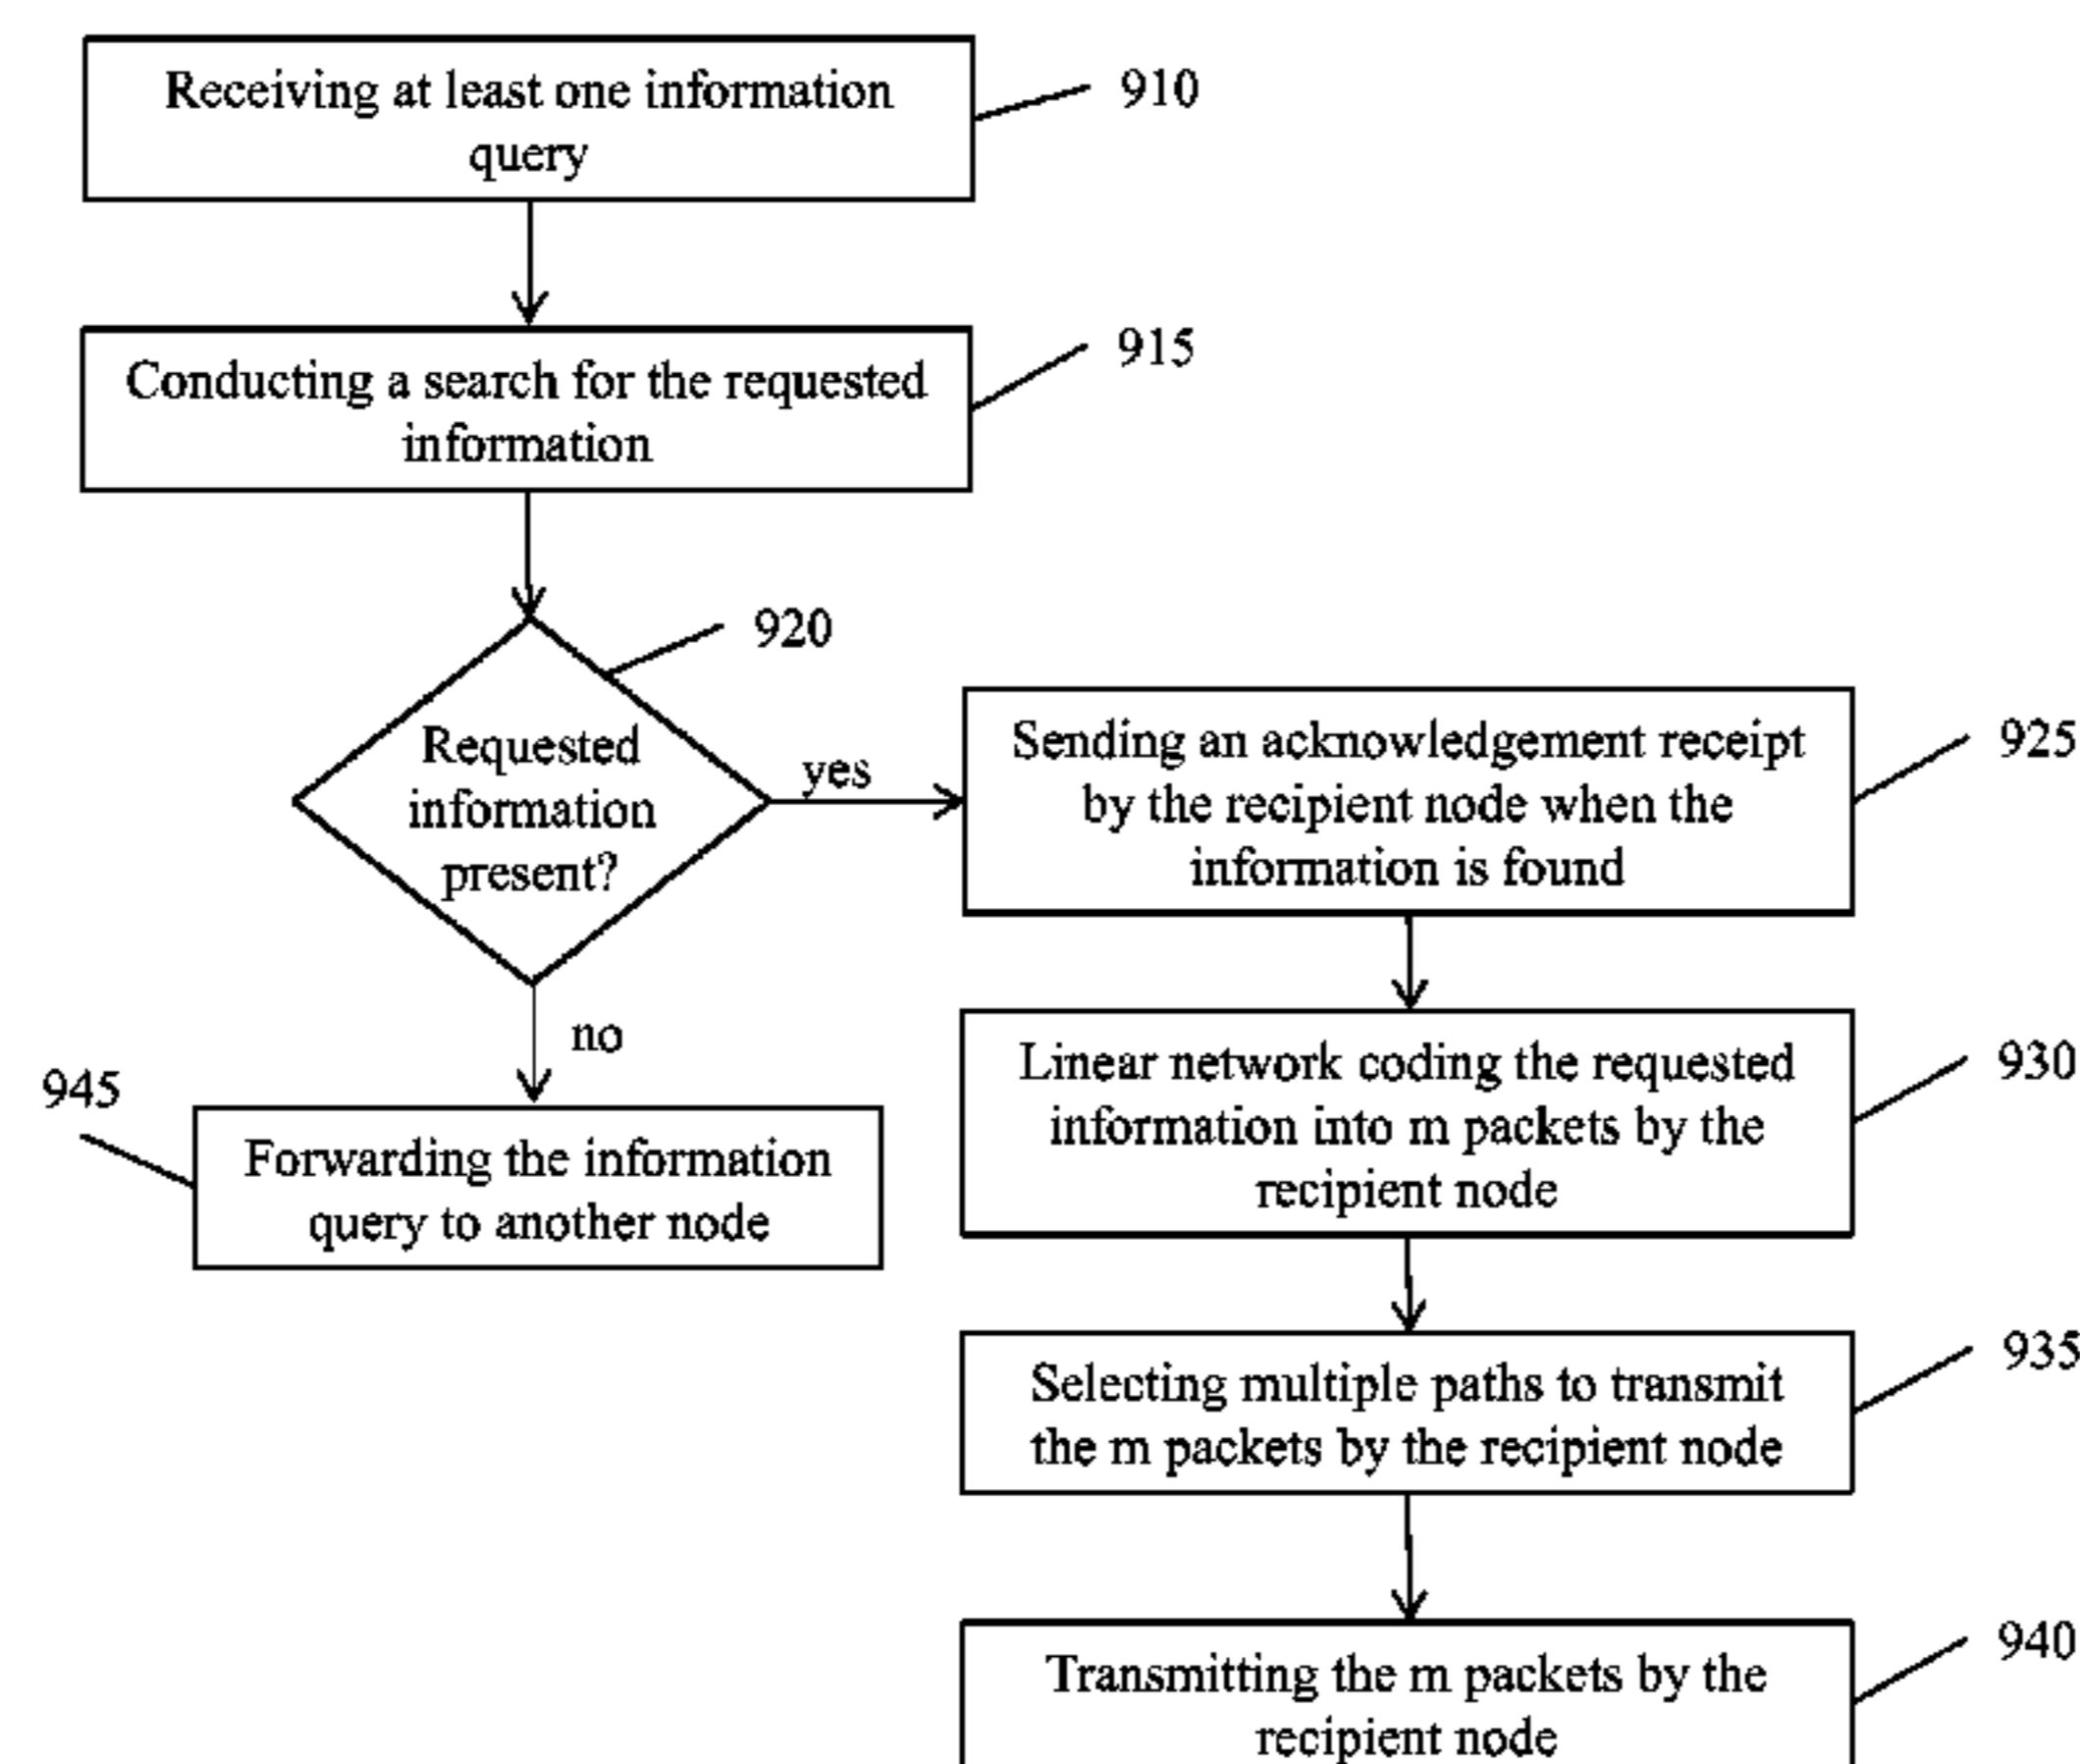 Receiving at least one information
query
910
Conducting a search for the requested
information
915
920
Requested
information
present?
yes
Sending an acknowledgement receipt
by the recipient node when the
information is found
925
no
945
Forwarding the information
query to another node
Linear network coding the requested
information into m packets by the
recipient node
930
Selecting multiple paths to transmit
the m packets by the recipient node
935
Transmitting the m packets by the
recipient node
940